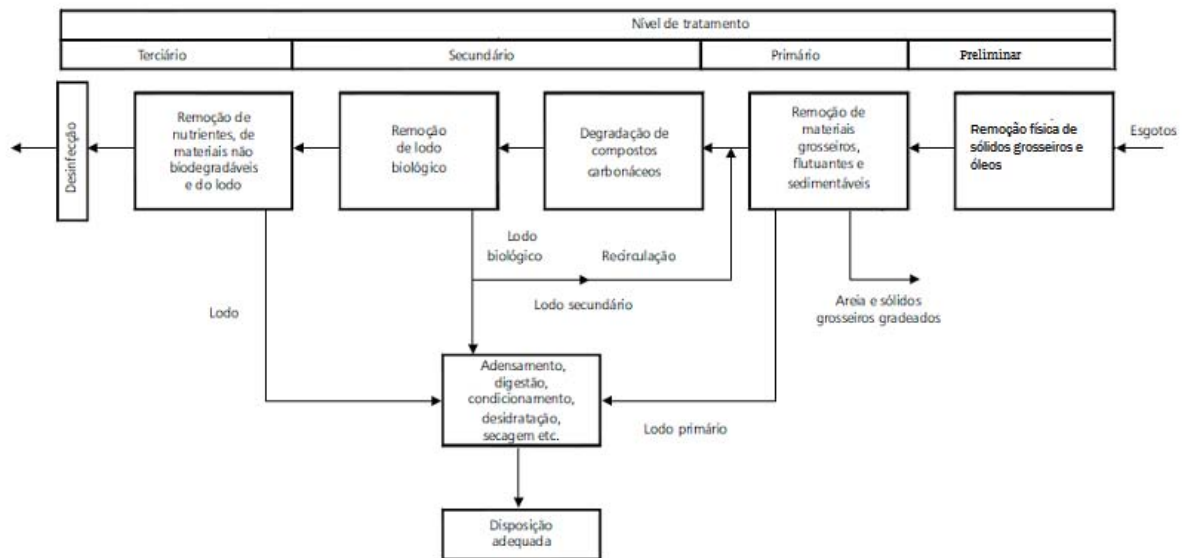 Nível de tratamento
Terciário
Secundário
Primário
Preliminar
Desinfecção
Remoção de
nutrientes, de
materiais não
biodegradáveis
e do lodo
Remoção
de lodo
biológico
Degradação de
compostos
carbonáceos
Remoção de
materiais
grosseiros,
flutuantes e
sedimentáveis
Remoção física de
sólidos grosseiros e
óleos
Esgotos
Lodo
biológico
Recirculação
Lodo
Lodo secundário
Areia e sólidos
grosseiros gradeados
Adensamento,
digestão,
condicionamento,
desidratação,
secagem etc.
Lodo primário
Disposição
adequada